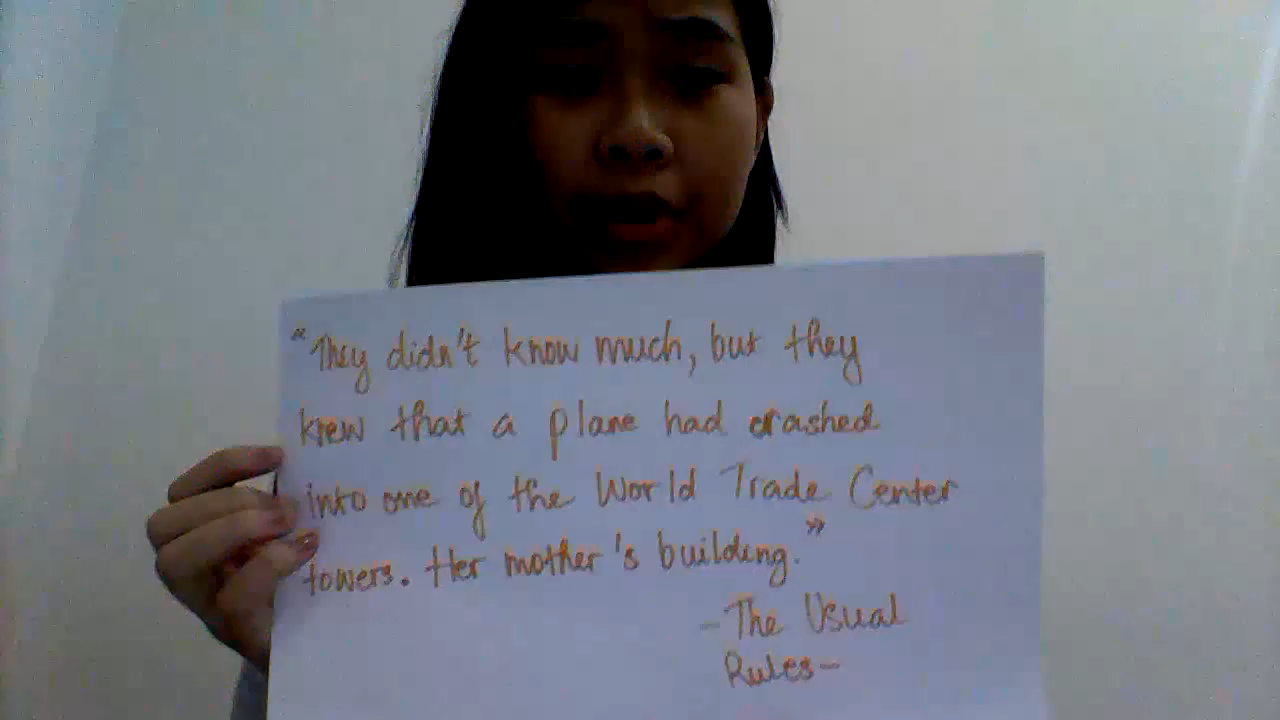 "They didn't know much, but they
knew that a plane had crashed
into one of the World Trade Center
towers. Her mother's building."
- The Usual
Rules -